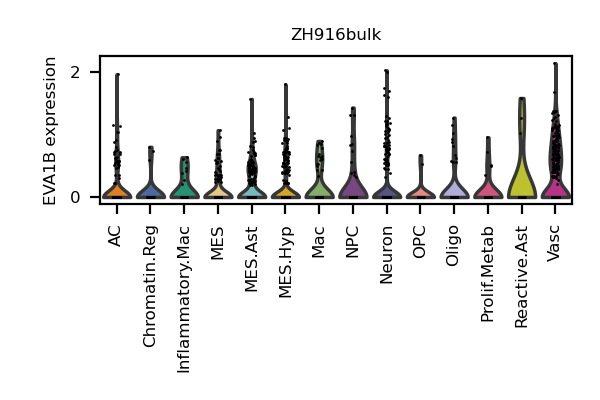 ZH916bulk
EVA1B expression
2
0
AC
Chromatin.Reg
Inflammatory.Mac
MES
MES.Ast
MES.Hyp
Mac
NPC
Neuron
OPC
Oligo
Prolif.Metab
Reactive.Ast
Vasc